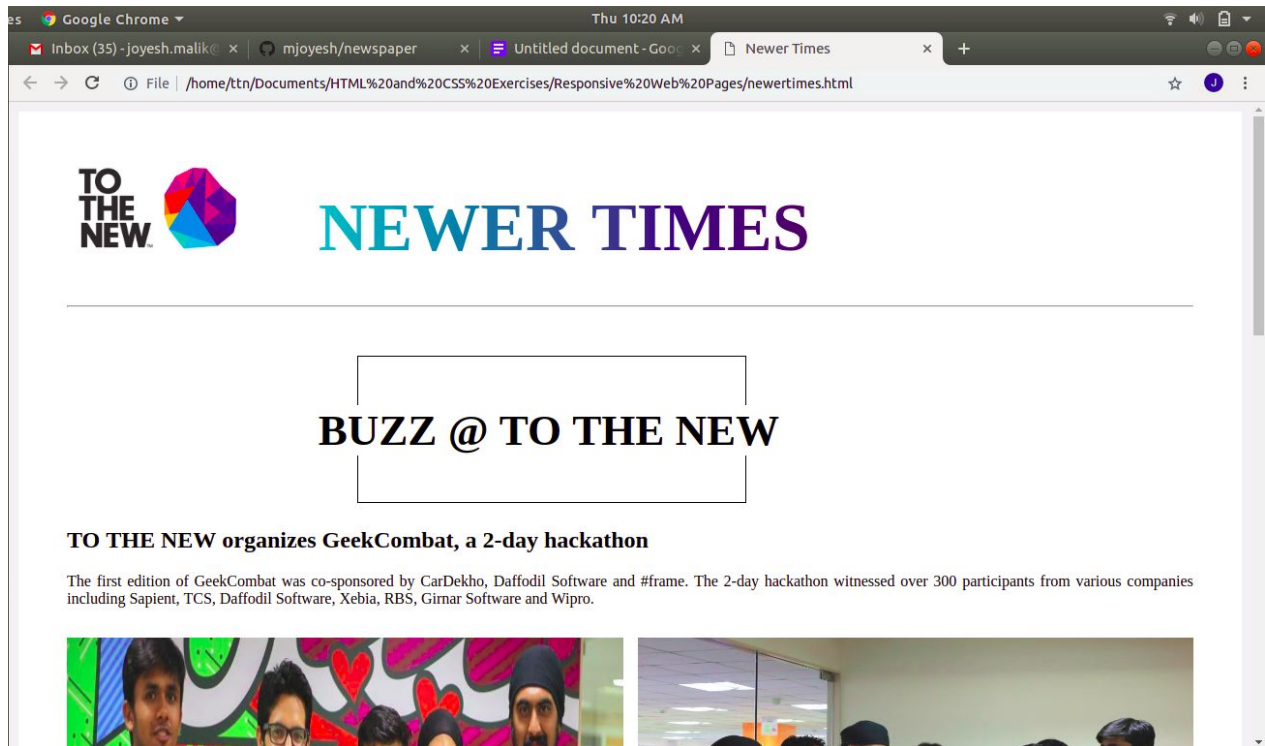 es Google Chrome Thu 10:20 AM
Inbox (35) - joyesh.malik@ mjoyesh/newspaper Untitled document - Goog Newer Times
File /home/ttn/Documents/HTML%20and%20CSS%20Exercises/Responsive%20Web%20Pages/newertimes.html J
TO
THE
NEW™
NEWER TIMES
BUZZ @ TO THE NEW
TO THE NEW organizes GeekCombat, a 2-day hackathon
The first edition of GeekCombat was co-sponsored by CarDekho, Daffodil Software and #frame. The 2-day hackathon witnessed over 300 participants from various companies
including Sapient, TCS, Daffodil Software, Xebia, RBS, Girnar Software and Wipro.